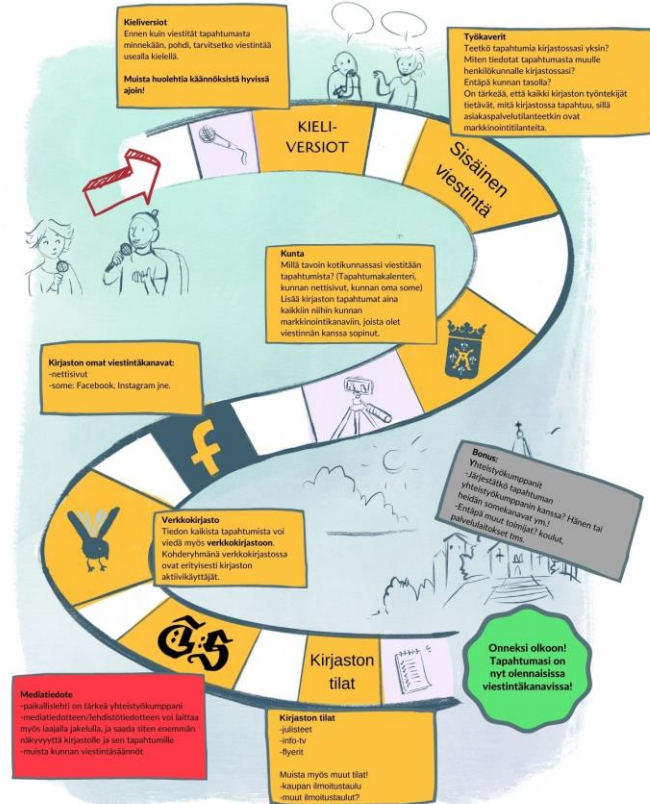 Kieliversiot
Ennen kuin viestität tapahtumasta
minnekään, pohdi, tarvitsetko viestintää
usealla kielellä.
Muista huolehtia käännöksistä hyvissä
ajoin!
Työkaverit
Teetkö tapahtumia kirjastossasi yksin?
Miten tiedotat tapahtumasta muulle
henkilökunnalle kirjastossasi?
Entäpä kunnan tasolla?
On tärkeää, että kaikki kirjaston työntekijät
tietävät, mitä kirjastossa tapahtuu, sillä
asiakaspalvelutilanteetkin ovat
markkinointitilanteita.
KIELI-
VERSIOT
Sisäinen
viestintä
Kunta
Millä tavoin kotikunnassasi viestitään
tapahtumista? (Tapahtumakalenteri,
kunnan nettisivut, kunnan oma some)
Lisää kirjaston tapahtumat aina
kaikkiin niihin kunnan
markkinointikanaviin, joista olet
viestinnän kanssa sopinut.
A
Kirjaston omat viestintäkanavat:
-nettisivut
-some: Facebook, Instagram jne.
f
Bonus:
Yhteistyökumppanit
-Järjestätkö tapahtuman
yhteistyökumppanin kanssa? Hänen tai
heidän somekanavat ym.!
-Entäpä muut toimijat? koulut,
palvelulaitokset tms.
Verkkokirjasto
Tiedon kaikista tapahtumista voi
viedä myös verkkokirjastoon.
Kohderyhmänä verkkokirjastossa
ovat erityisesti kirjaston
aktiivikäyttäjät.
TS
Kirjaston
tilat
Onneksi olkoon!
Tapahtumasi on
nyt olennaisissa
viestintäkanavissa!
Mediatiedote
-paikallislehti on tärkeä yhteistyökumppani
-mediatiedotteen/lehdistötiedotteen voi laittaa
myös laajalla jakelulla, ja saada siten enemmän
näkyvyyttä kirjastolle ja sen tapahtumille
-muista kunnan viestintäsäännöt
Kirjaston tilat
-julisteet
-info-tv
-flyerit
Muista myös muut tilat!
-kaupan ilmoitustaulu
-muut ilmoitustaulut?